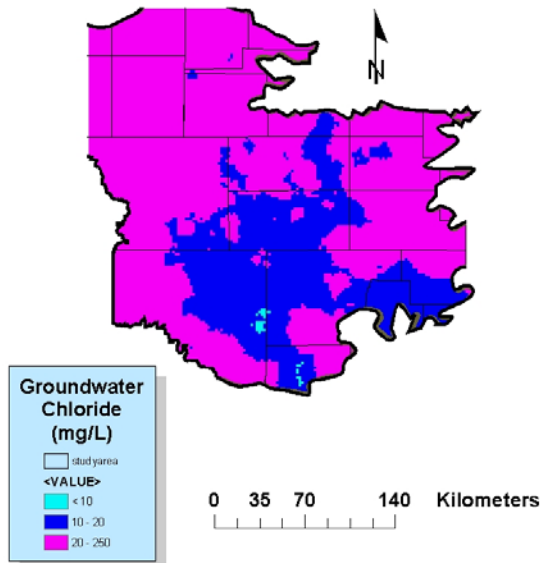 N
Groundwater
Chloride
(mg/L)
studyarea
<VALUE>
< 10
10 - 20
20 - 250
0 35 70 140 Kilometers